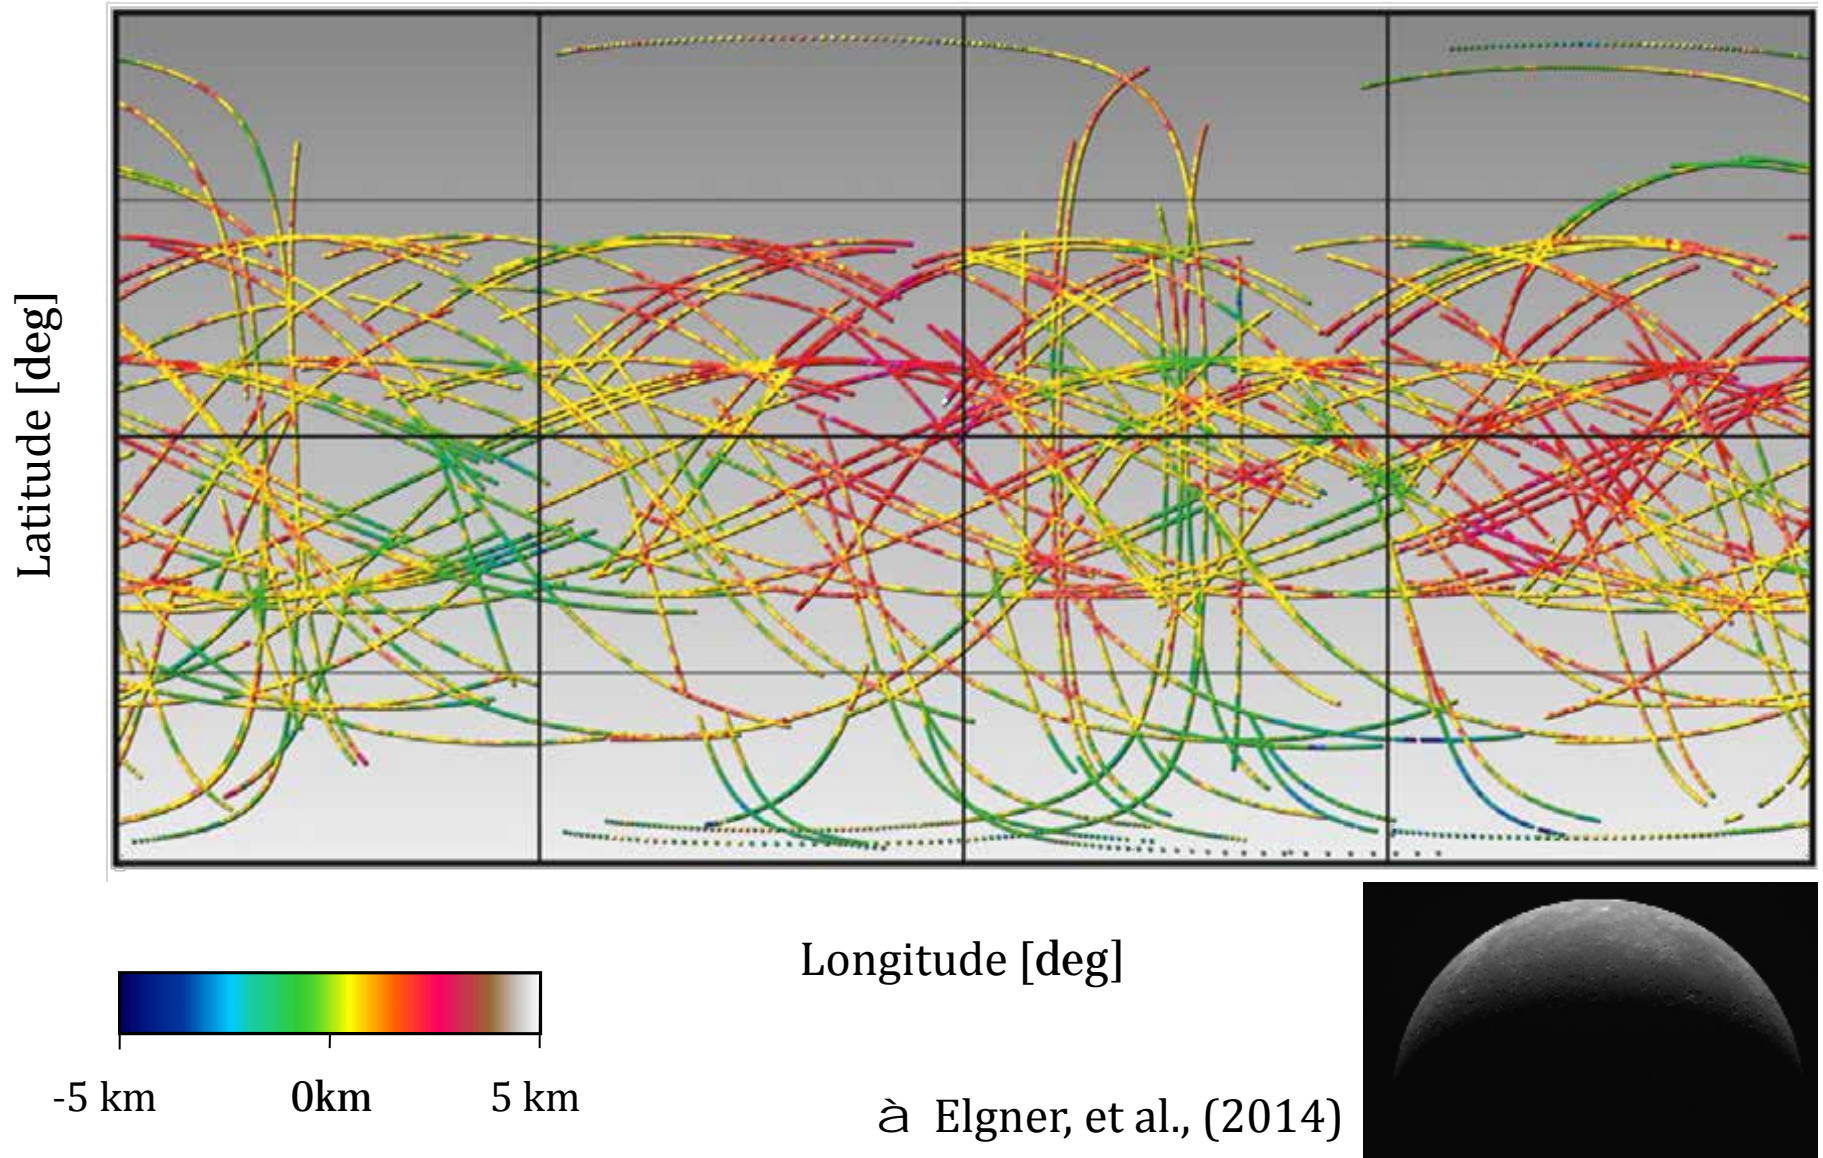 Latitude [deg]
Longitude [deg]
-5 km 0km 5 km
à Elgner, et al., (2014)